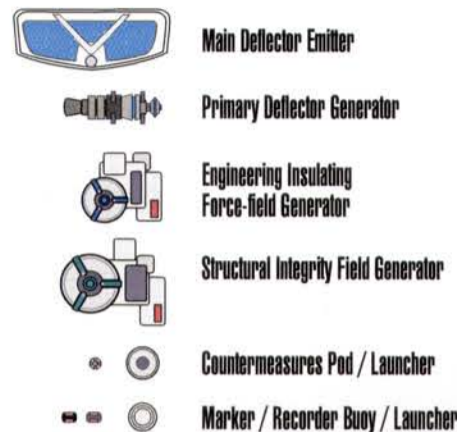 Main Deflector Emitter
Primary Deflector Generator
Engineering Insulating
Force-field Generator
Structural Integrity Field Generator
Countermeasures Pod / Launcher
Marker / Recorder Buoy / Launcher